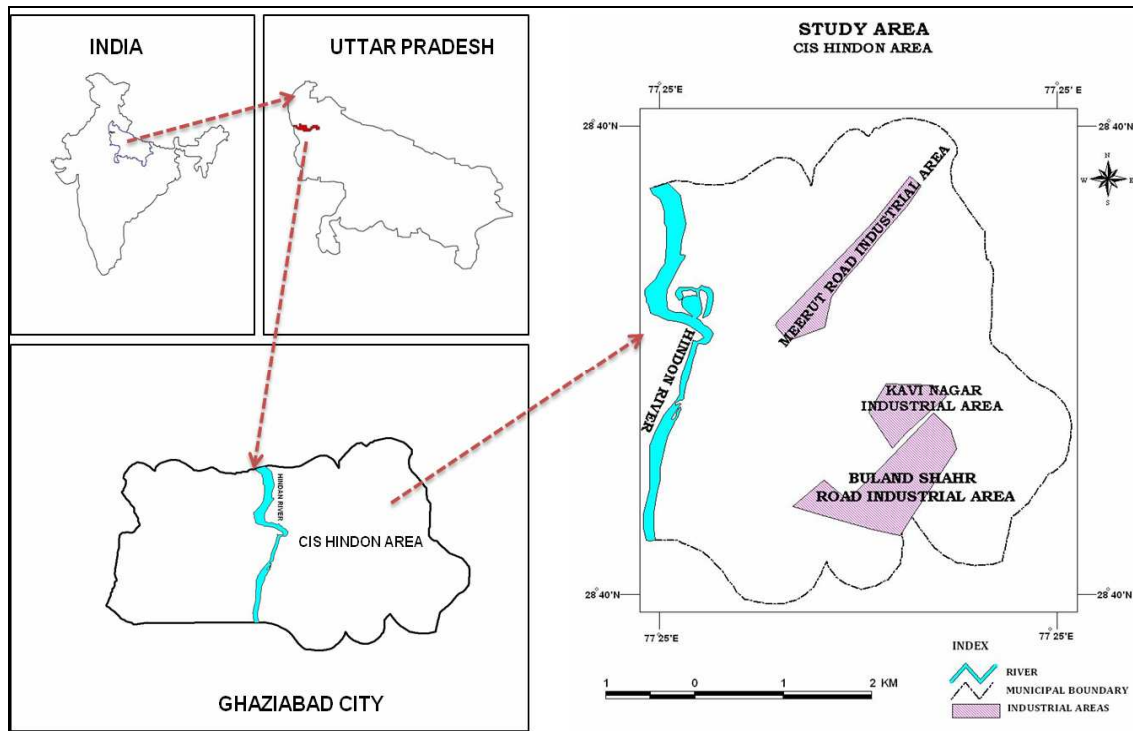 INDIA
UTTAR PRADESH
HINDAN RIVER
CIS HINDON AREA
GHAZIABAD CITY
STUDY AREA
CIS HINDON AREA
77 25'E
77 25' E
28 40'N
28 40'N
N
W
E
S
MEERUT ROAD INDUSTRIAL AREA
HINDON RIVER
KAVI NAGAR
INDUSTRIAL AREA
BULAND SHAHR
ROAD INDUSTRIAL AREA
28 40'N
28 40'N
77 25'E
77 25'E
1 0 1 2 KM
INDEX
RIVER
MUNICIPAL BOUNDARY
INDUSTRIAL AREAS